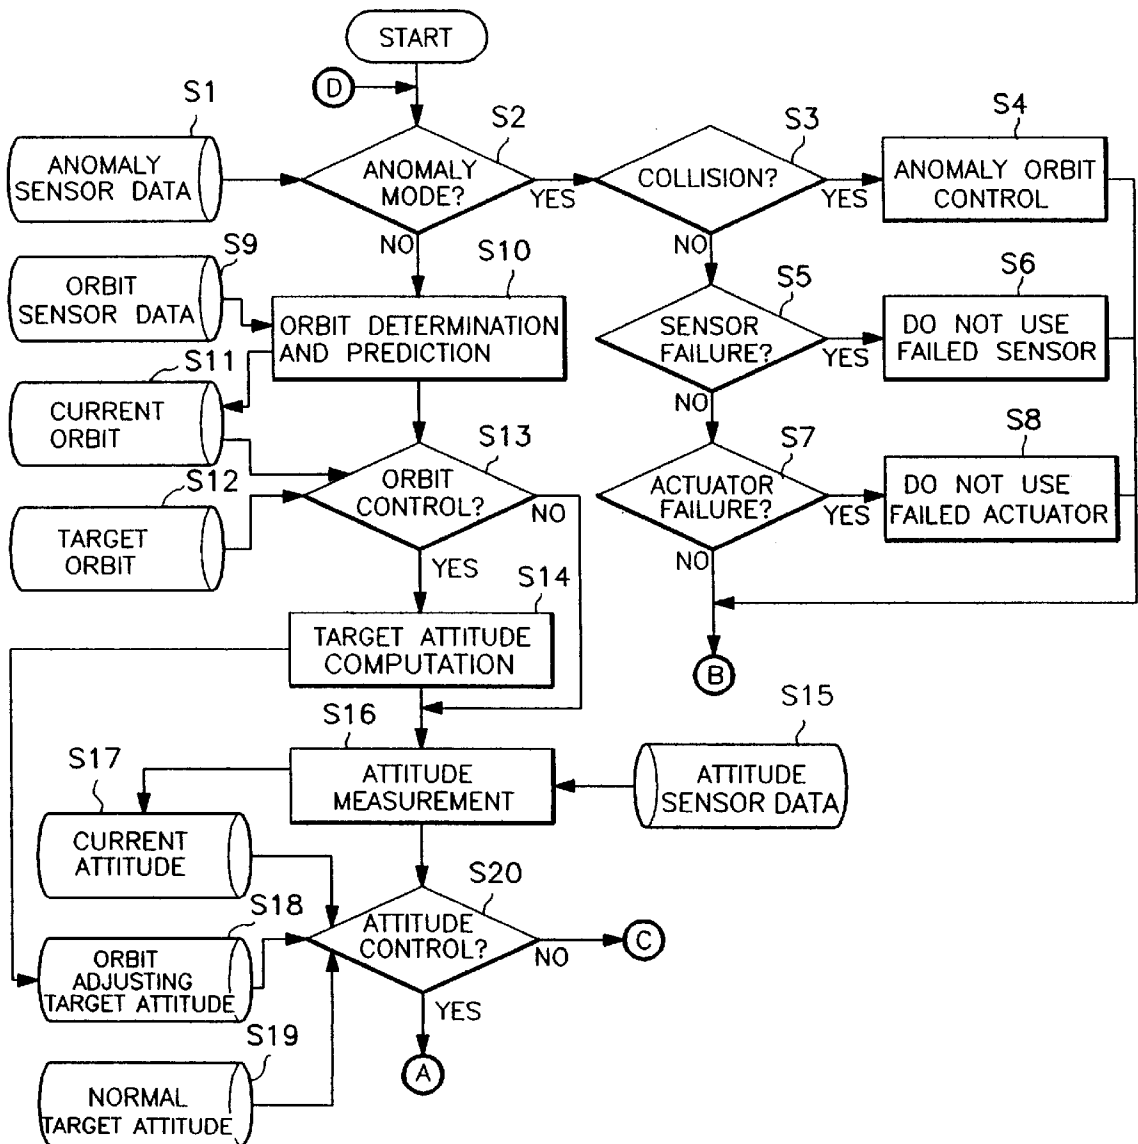 START
D
S1
S2
S3
S4
ANOMALY
SENSOR DATA
ANOMALY
MODE?
YES
NO
COLLISION?
YES
NO
ANOMALY ORBIT
CONTROL
S9
S10
S5
S6
ORBIT
SENSOR DATA
ORBIT DETERMINATION
AND PREDICTION
SENSOR
FAILURE?
YES
NO
DO NOT USE
FAILED SENSOR
S11
CURRENT
ORBIT
S13
S7
S8
S12
ORBIT
CONTROL?
NO
YES
ACTUATOR
FAILURE?
YES
NO
DO NOT USE
FAILED ACTUATOR
TARGET
ORBIT
S14
TARGET ATTITUDE
COMPUTATION
B
S16
S15
S17
ATTITUDE
MEASUREMENT
ATTITUDE
SENSOR DATA
CURRENT
ATTITUDE
S20
S18
ATTITUDE
CONTROL?
NO
C
YES
ORBIT
ADJUSTING
TARGET ATTITUDE
S19
A
NORMAL
TARGET ATTITUDE